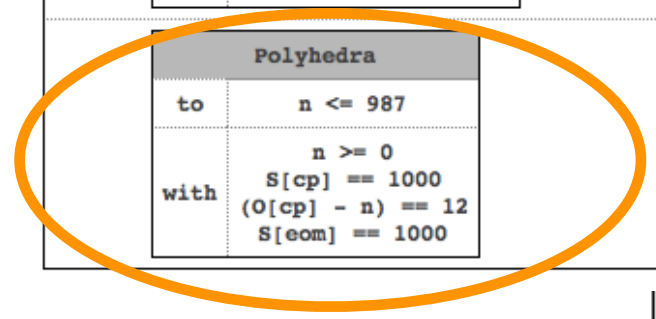 Polyhedra
to n <= 987
n >= 0
S[cp] == 1000
with
(O[cp] - n) == 12
S[eom] == 1000